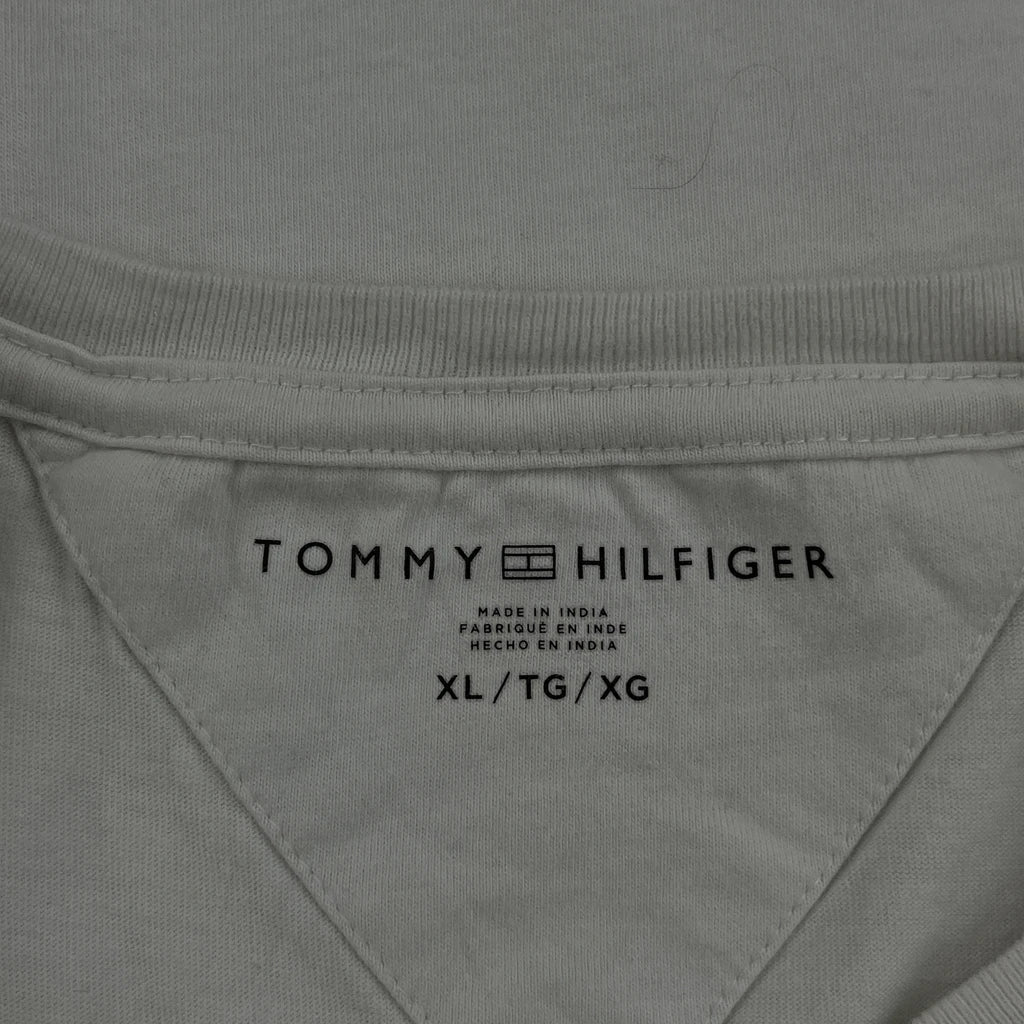 TOMMY HILFIGER
MADE IN INDIA
FABRIQUÉ EN INDE
HECHO EN INDIA
XL/TG/XG